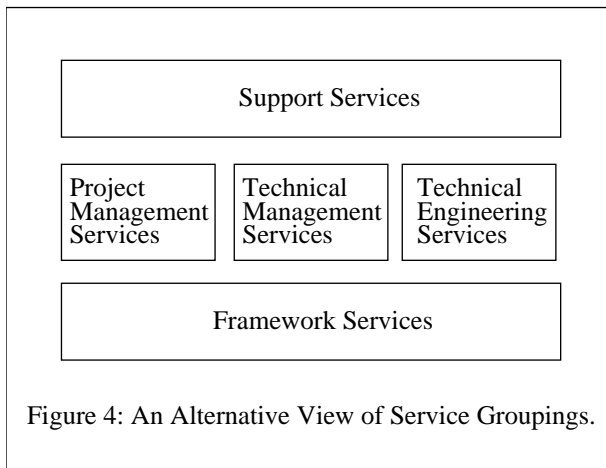 Support Services
Project
Management
Services
Technical
Management
Services
Technical
Engineering
Services
Framework Services
Figure 4: An Alternative View of Service Groupings.